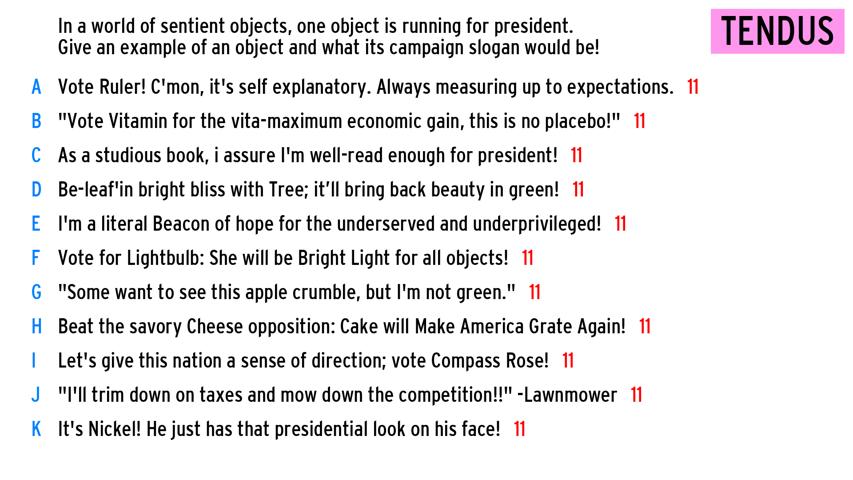 In a world of sentient objects, one object is running for president.
Give an example of an object and what its campaign slogan would be!
TENDUS
A Vote Ruler! C'mon, it's self explanatory. Always measuring up to expectations. 11
B "Vote Vitamin for the vita-maximum economic gain, this is no placebo!" 11
C As a studious book, i assure I'm well-read enough for president! 11
D Be-leaf'in bright bliss with Tree; it’ll bring back beauty in green! 11
E I'm a literal Beacon of hope for the underserved and underprivileged! 11
F Vote for Lightbulb: She will be Bright Light for all objects! 11
G "Some want to see this apple crumble, but I'm not green." 11
H Beat the savory Cheese opposition: Cake will Make America Grate Again! 11
I Let's give this nation a sense of direction; vote Compass Rose! 11
J "I'll trim down on taxes and mow down the competition!!" -Lawnmower 11
K It's Nickel! He just has that presidential look on his face! 11